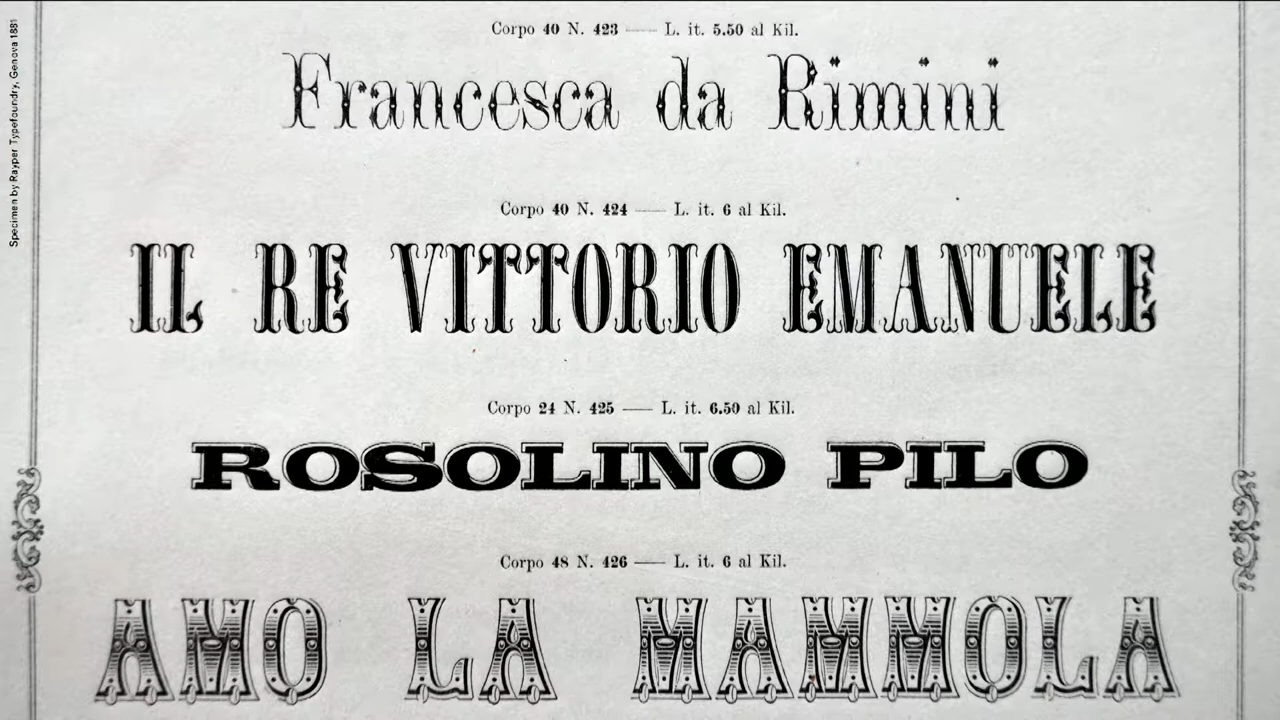 Specimen by Rayper Typefoundry, Genova 1881
Corpo 40 N. 423 — L. it. 5.50 al Kil.
Francesca da Rimini
Corpo 40 N. 424 — L. it. 6 al Kil.
IL RE VITTORIO EMANUELE
Corpo 24 N. 425 — L. it. 6.50 al Kil.
ROSOLINO PILO
Corpo 48 N. 426 — L. it. 6 al Kil.
AMO LA MAMMOLA